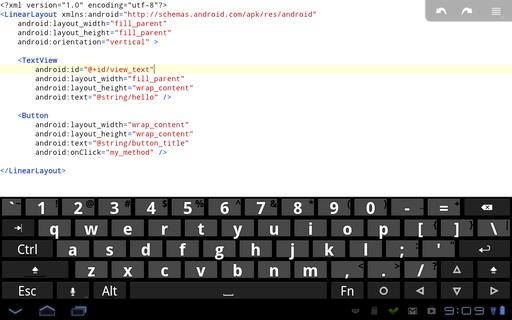 <?xml version="1.0" encoding="utf-8"?>
<LinearLayout xmlns:android="http://schemas.android.com/apk/res/android"
    android:layout_width="fill_parent"
    android:layout_height="fill_parent"
    android:orientation="vertical" >

    <TextView
        android:id="@+id/view_text"
        android:layout_width="fill_parent"
        android:layout_height="wrap_content"
        android:text="@string/hello" />

    <Button
        android:layout_width="wrap_content"
        android:layout_height="wrap_content"
        android:text="@string/button_title"
        android:onClick="my_method" />

</LinearLayout>
` ~ 1 ! 2 @ 3 # 4 $ 5 % 6 ^ 7 & 8 * 9 ( 0 ) - _ = +
q w e r t y u i o p [ { ] } \ |
Ctrl a s d f g h j k l ; : ' "
z x c v b n m , < . > / ?
Esc Alt Fn
9:09